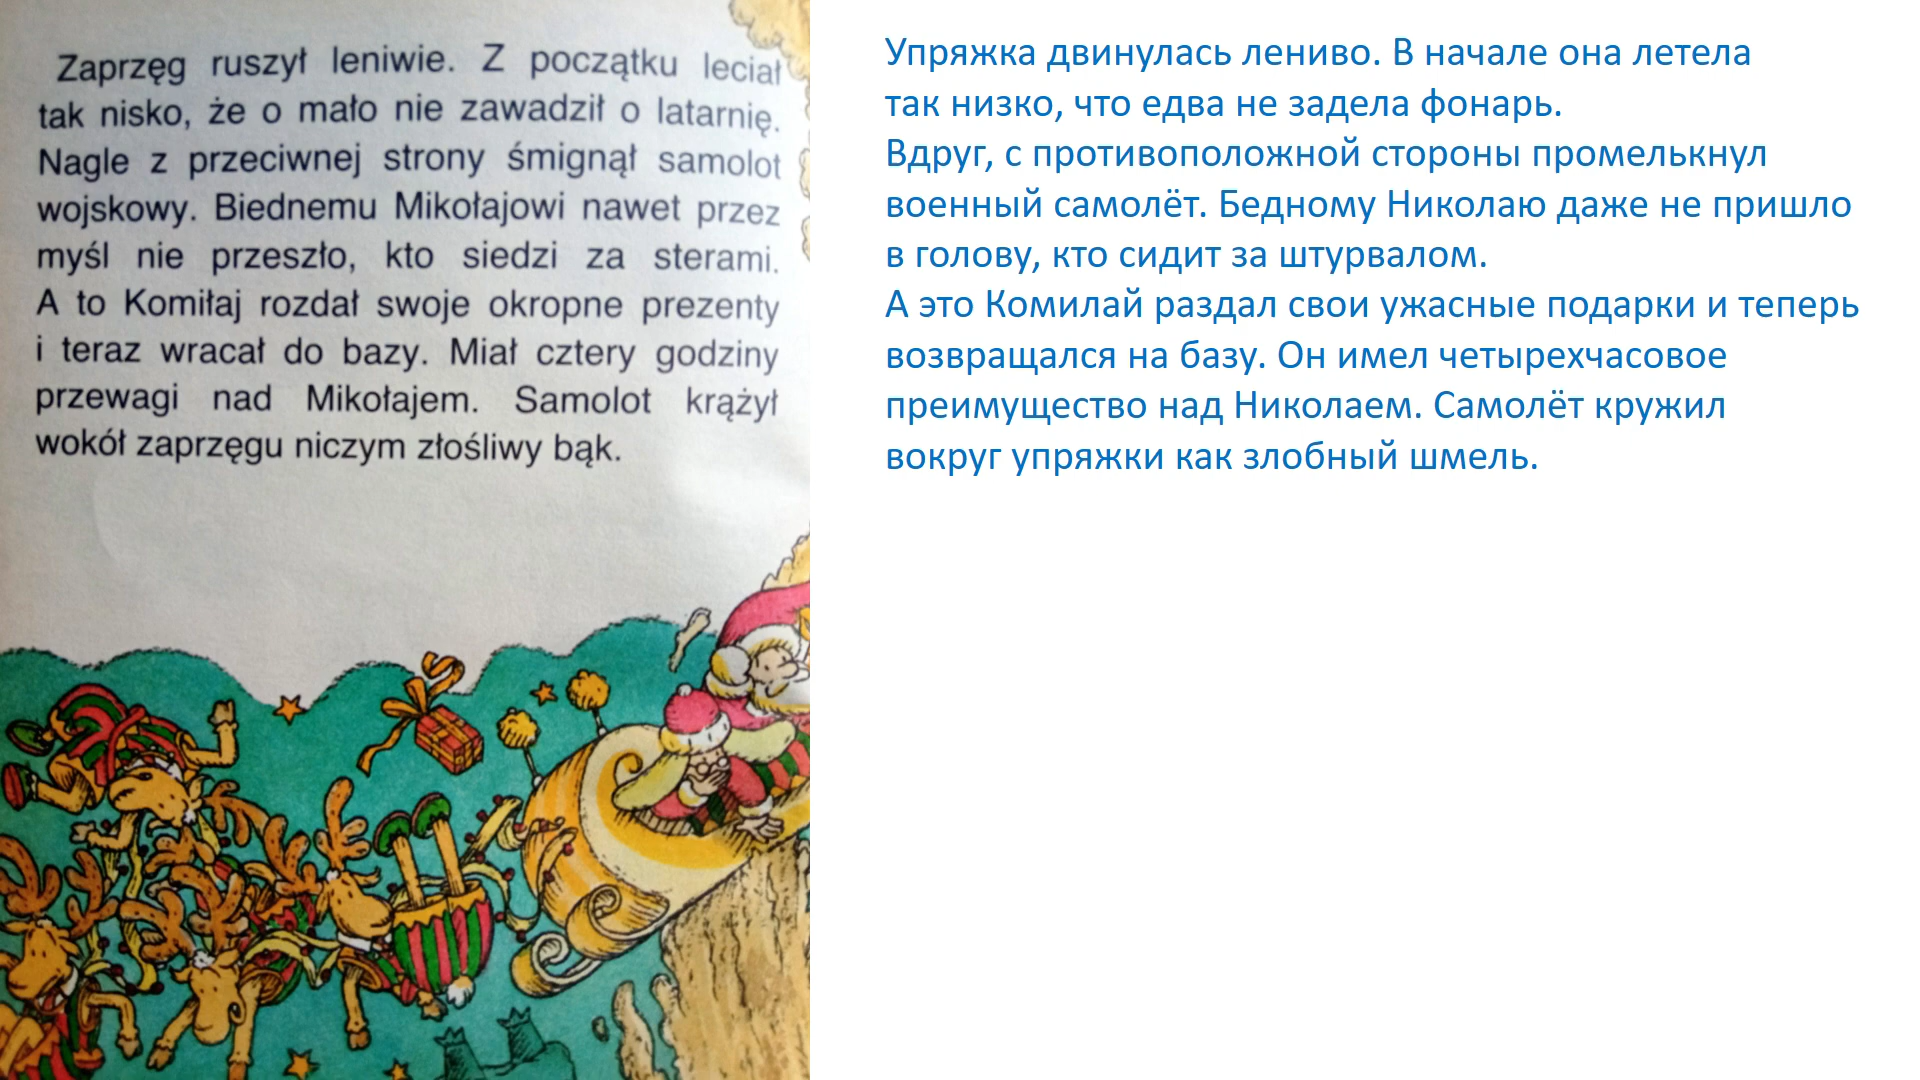 Zaprzęg ruszył leniwie. Z początku leciał
tak nisko, że o mało nie zawadził o latarnię.
Nagle z przeciwnej strony śmignął samolot
wojskowy. Biednemu Mikołajowi nawet przez
myśl nie przeszło, kto siedzi za sterami.
A to Komiłaj rozdał swoje okropne prezenty
i teraz wracał do bazy. Miał cztery godziny
przewagi nad Mikołajem. Samolot krążył
wokół zaprzęgu niczym złośliwy bąk.
Упряжка двинулась лениво. В начале она летела
так низко, что едва не задела фонарь.
Вдруг, с противоположной стороны промелькнул
военный самолёт. Бедному Николаю даже не пришло
в голову, кто сидит за штурвалом.
А это Комилай раздал свои ужасные подарки и теперь
возвращался на базу. Он имел четырехчасовое
преимущество над Николаем. Самолёт кружил
вокруг упряжки как злобный шмель.